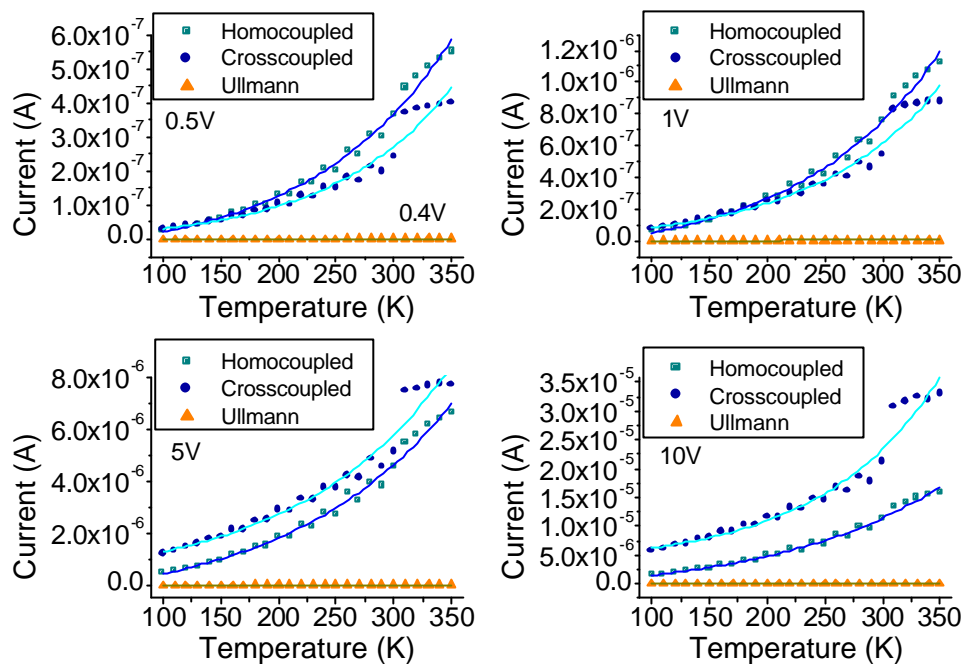 Homocoupled
Crosscoupled
Ullmann
6.0x10-7
5.0x10-7
4.0x10-7
3.0x10-7
2.0x10-7
1.0x10-7
0.0
Current (A)
0.5V
0.4V
100 150 200 250 300 350
Temperature (K)
Homocoupled
Crosscoupled
Ullmann
1.2x10-6
1.0x10-6
8.0x10-7
6.0x10-7
4.0x10-7
2.0x10-7
0.0
Current (A)
1V
100 150 200 250 300 350
Temperature (K)
Homocoupled
Crosscoupled
Ullmann
8.0x10-6
6.0x10-6
4.0x10-6
2.0x10-6
0.0
Current (A)
5V
100 150 200 250 300 350
Temperature (K)
Homocoupled
Crosscoupled
Ullmann
3.5x10-5
3.0x10-5
2.5x10-5
2.0x10-5
1.5x10-5
1.0x10-5
5.0x10-6
0.0
Current (A)
10V
100 150 200 250 300 350
Temperature (K)